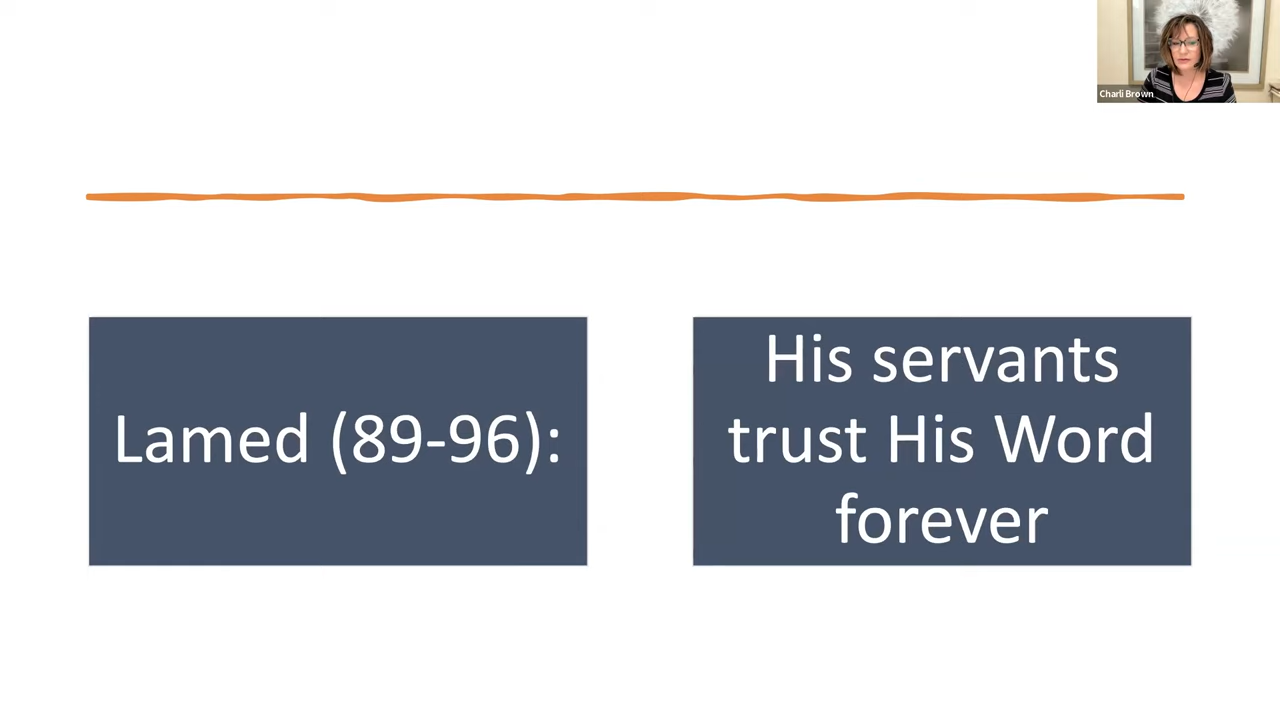 Charli Brown
Lamed (89-96):
His servants
trust His Word
forever